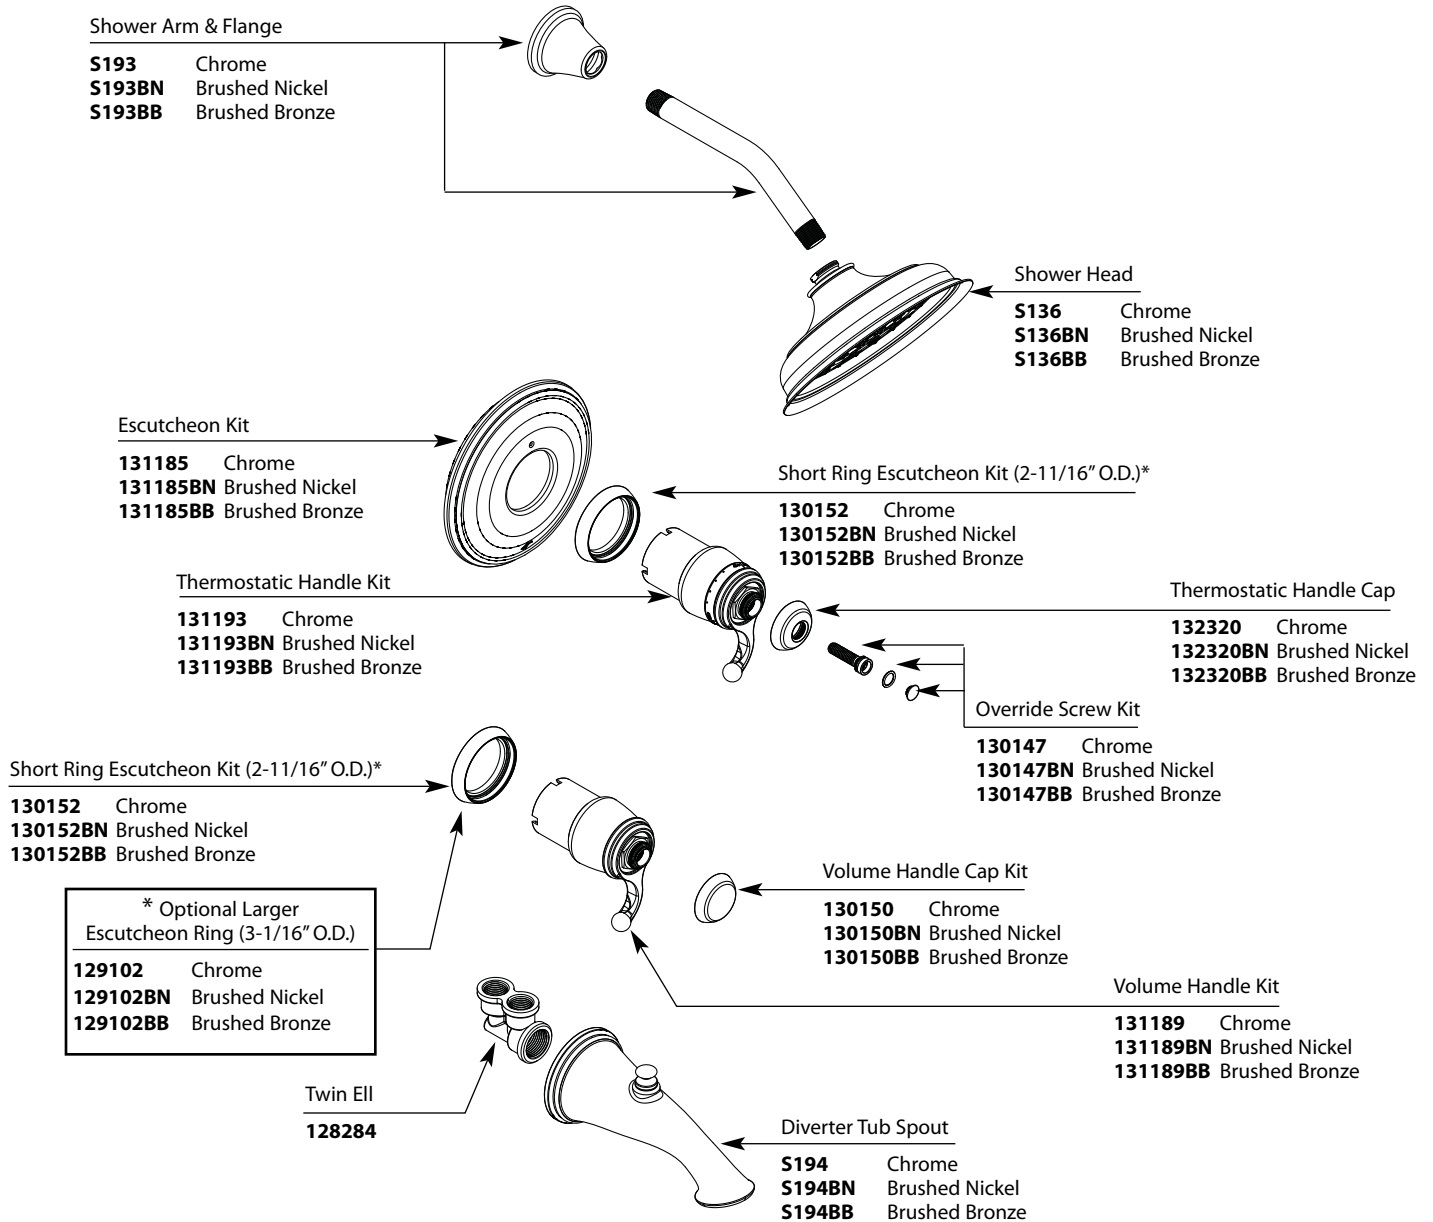 Shower Arm & Flange
S193 Chrome
S193BN Brushed Nickel
S193BB Brushed Bronze
Shower Head
S136 Chrome
S136BN Brushed Nickel
S136BB Brushed Bronze
Escutcheon Kit
131185 Chrome
131185BN Brushed Nickel
131185BB Brushed Bronze
Short Ring Escutcheon Kit (2-11/16” O.D.)*
130152 Chrome
130152BN Brushed Nickel
130152BB Brushed Bronze
Thermostatic Handle Kit
131193 Chrome
131193BN Brushed Nickel
131193BB Brushed Bronze
Thermostatic Handle Cap
132320 Chrome
132320BN Brushed Nickel
132320BB Brushed Bronze
Override Screw Kit
130147 Chrome
130147BN Brushed Nickel
130147BB Brushed Bronze
Short Ring Escutcheon Kit (2-11/16” O.D.)*
130152 Chrome
130152BN Brushed Nickel
130152BB Brushed Bronze
* Optional Larger
Escutcheon Ring (3-1/16” O.D.)
129102 Chrome
129102BN Brushed Nickel
129102BB Brushed Bronze
Volume Handle Cap Kit
130150 Chrome
130150BN Brushed Nickel
130150BB Brushed Bronze
Volume Handle Kit
131189 Chrome
131189BN Brushed Nickel
131189BB Brushed Bronze
Twin Ell
128284
Diverter Tub Spout
S194 Chrome
S194BN Brushed Nickel
S194BB Brushed Bronze